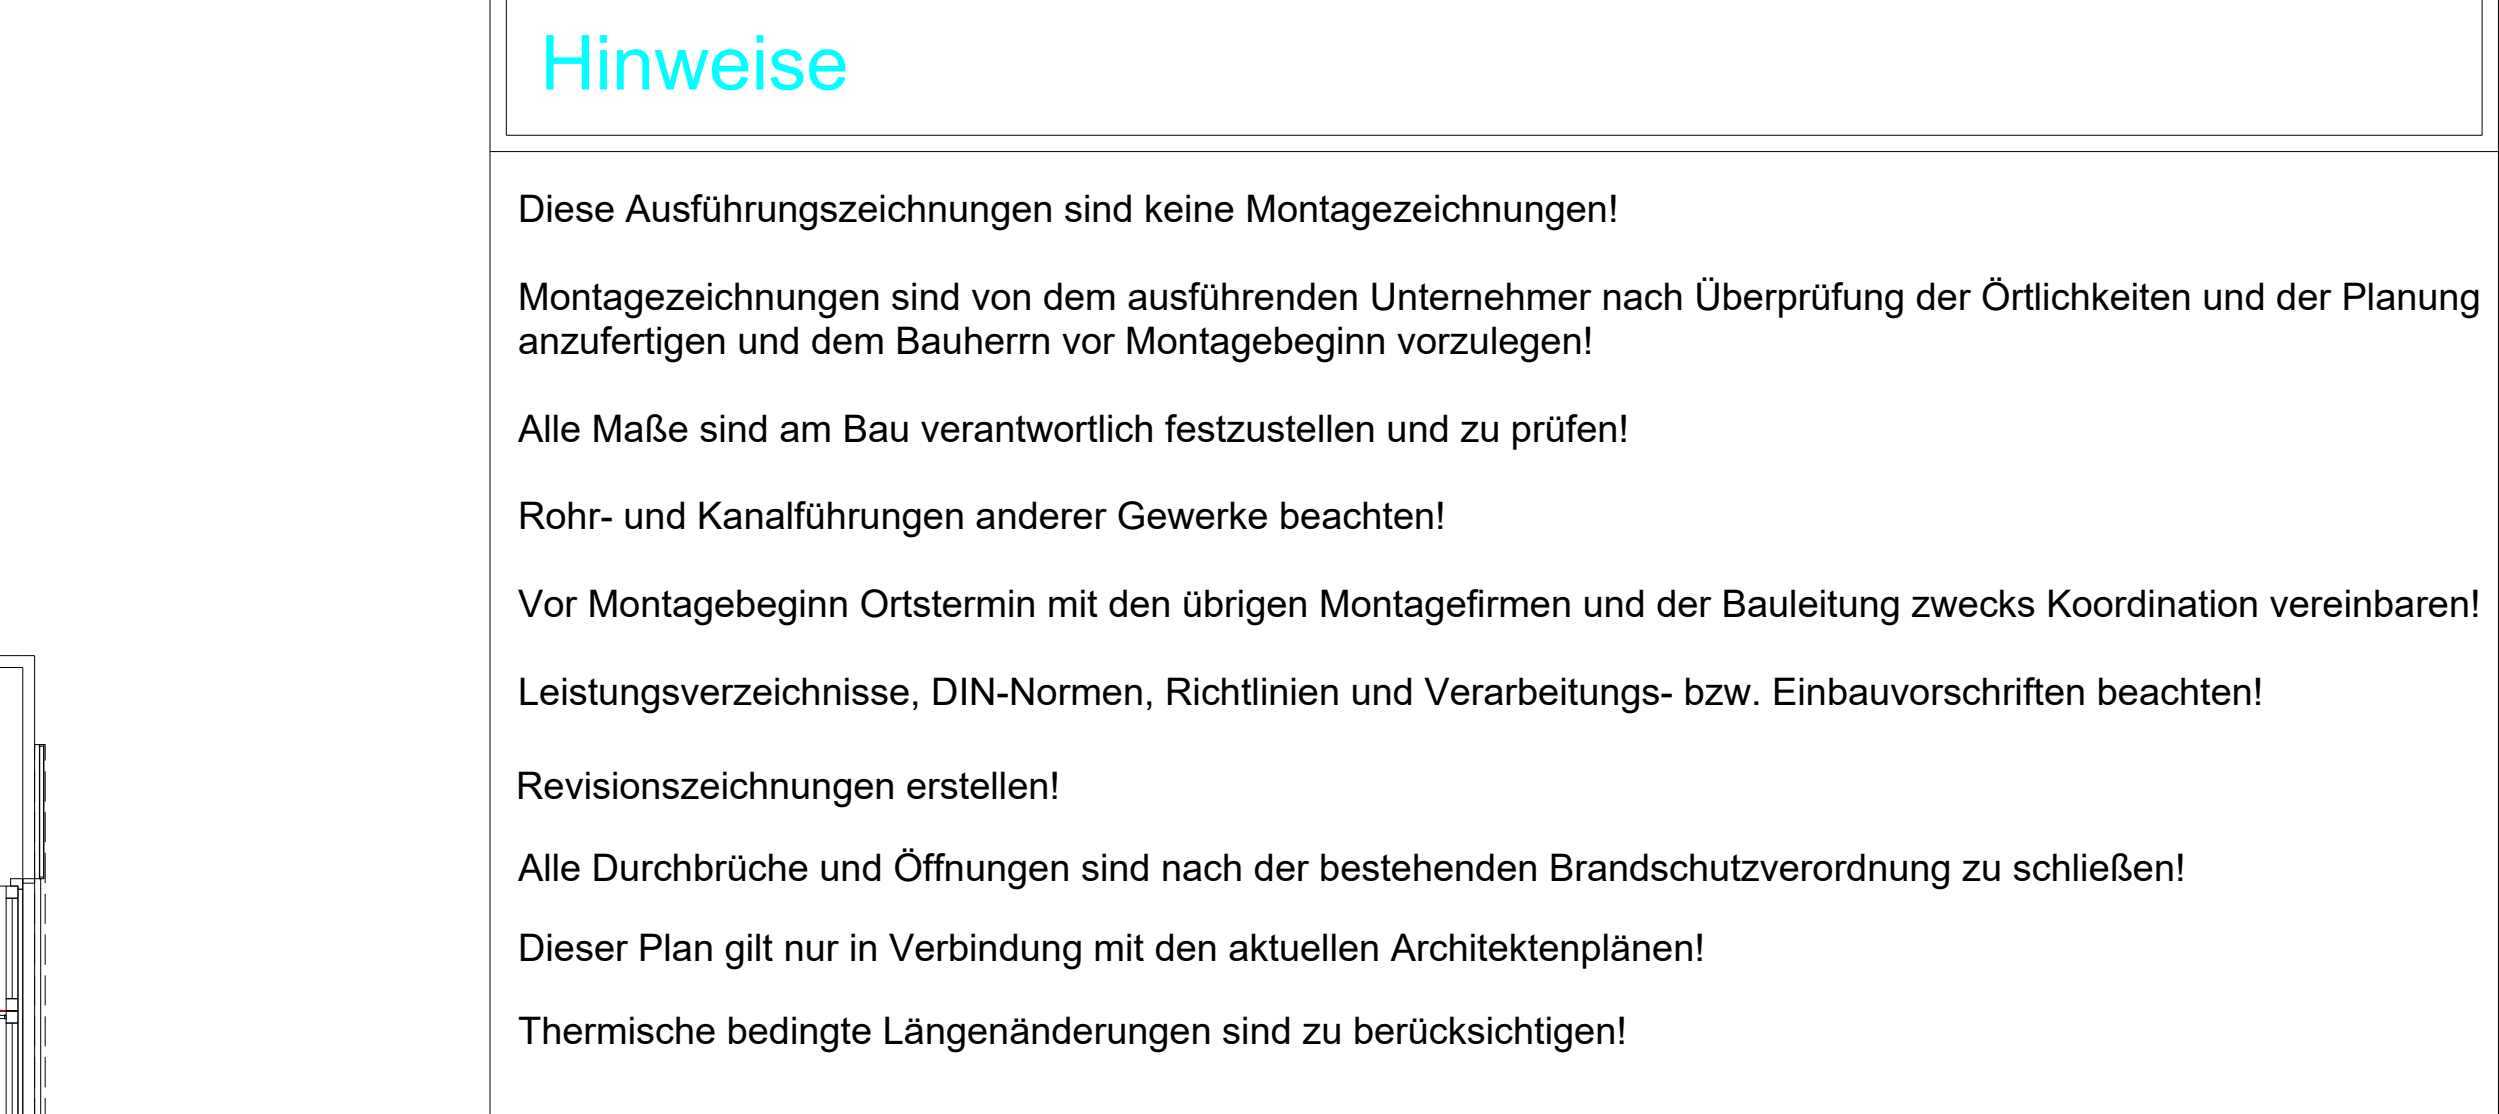 Hinweise
Diese Ausführungszeichnungen sind keine Montagezeichnungen!
Montagezeichnungen sind von dem ausführenden Unternehmer nach Überprüfung der Örtlichkeiten und der Planung
anzufertigen und dem Bauherrn vor Montagebeginn vorzulegen!
Alle Maße sind am Bau verantwortlich festzustellen und zu prüfen!
Rohr- und Kanalführungen anderer Gewerke beachten!
Vor Montagebeginn Ortstermin mit den übrigen Montagefirmen und der Bauleitung zwecks Koordination vereinbaren!
Leistungsverzeichnisse, DIN-Normen, Richtlinien und Verarbeitungs- bzw. Einbauvorschriften beachten!
Revisionszeichnungen erstellen!
Alle Durchbrüche und Öffnungen sind nach der bestehenden Brandschutzverordnung zu schließen!
Dieser Plan gilt nur in Verbindung mit den aktuellen Architektenplänen!
Thermische bedingte Längenänderungen sind zu berücksichtigen!